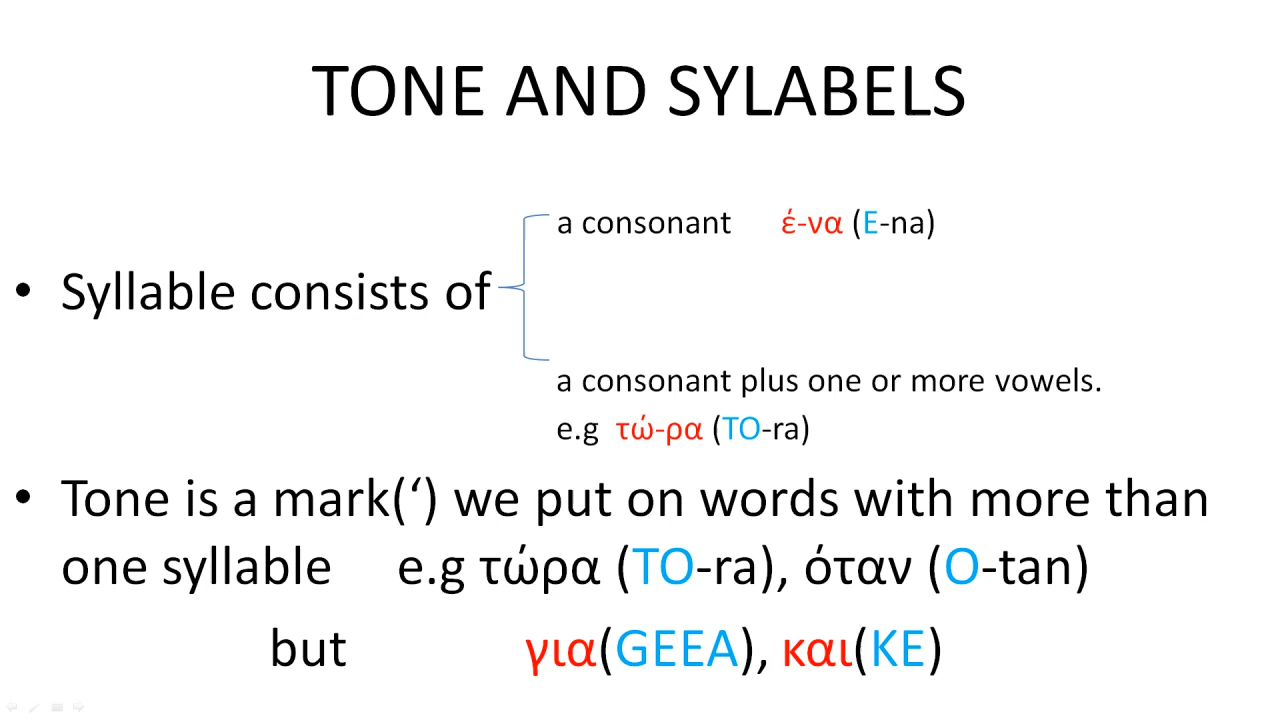 TONE AND SYLABELS
a consonant έ-να (E-na)
• Syllable consists of
a consonant plus one or more vowels.
e.g τώ-ρα (TO-ra)
• Tone is a mark(‘) we put on words with more than
one syllable e.g τώρα (TO-ra), όταν (O-tan)
but για(GEEA), και(KE)